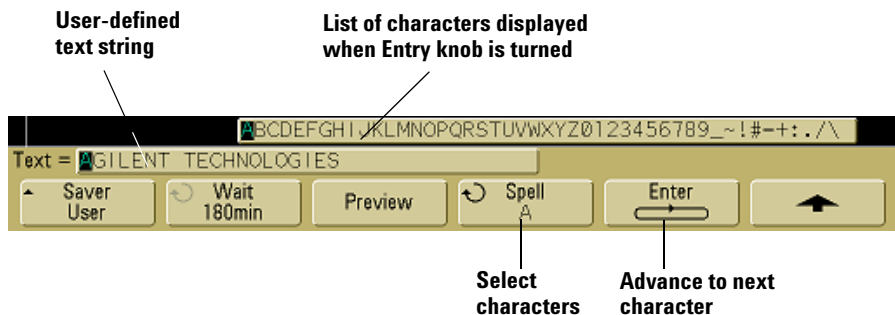 User-defined
text string
List of characters displayed
when Entry knob is turned
ABCDEFGHIJKLMNOPQRSTUVWXYZ0123456789_~!#-+:./\
Text = AGILENT TECHNOLOGIES
Saver
User
Wait
180min
Preview
Spell
A
Enter
Select
characters
Advance to next
character